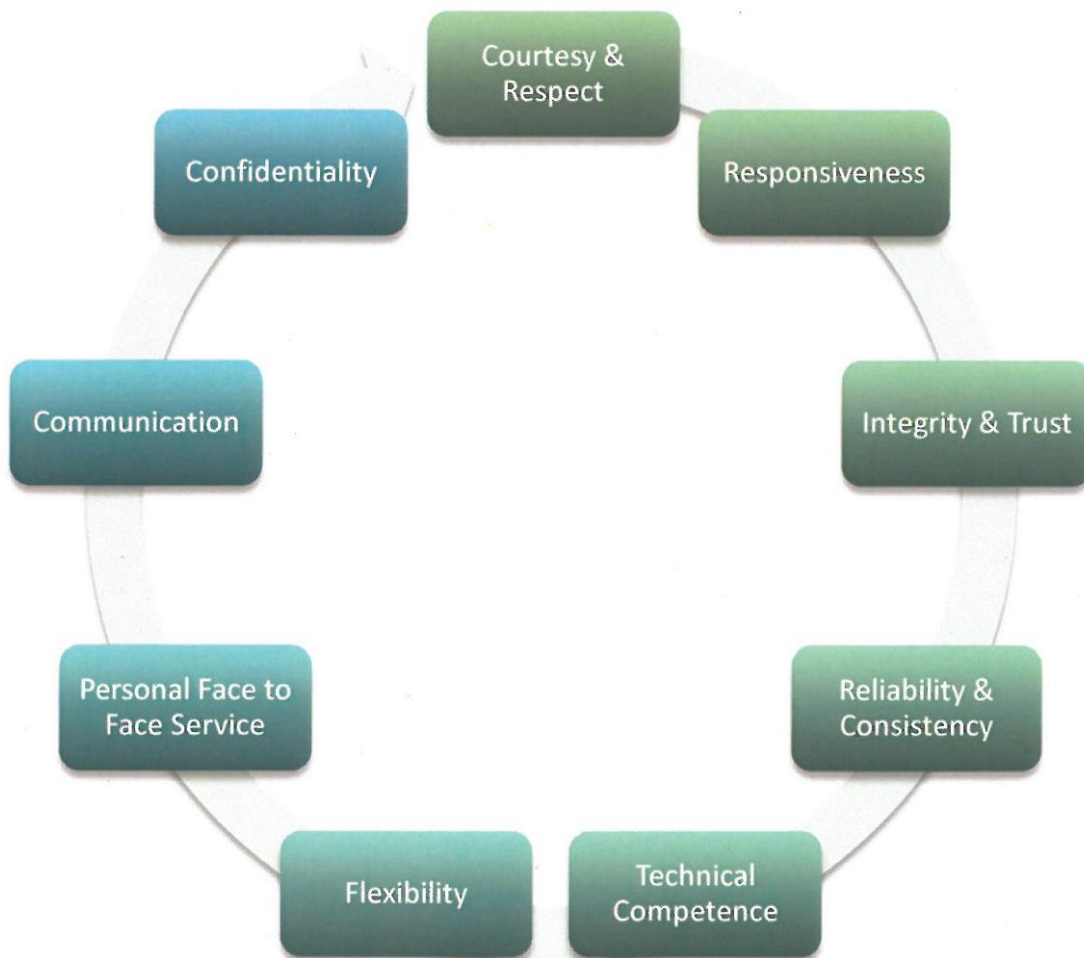 Courtesy &
Respect
Responsiveness
Integrity & Trust
Reliability &
Consistency
Technical
Competence
Flexibility
Personal Face to
Face Service
Communication
Confidentiality